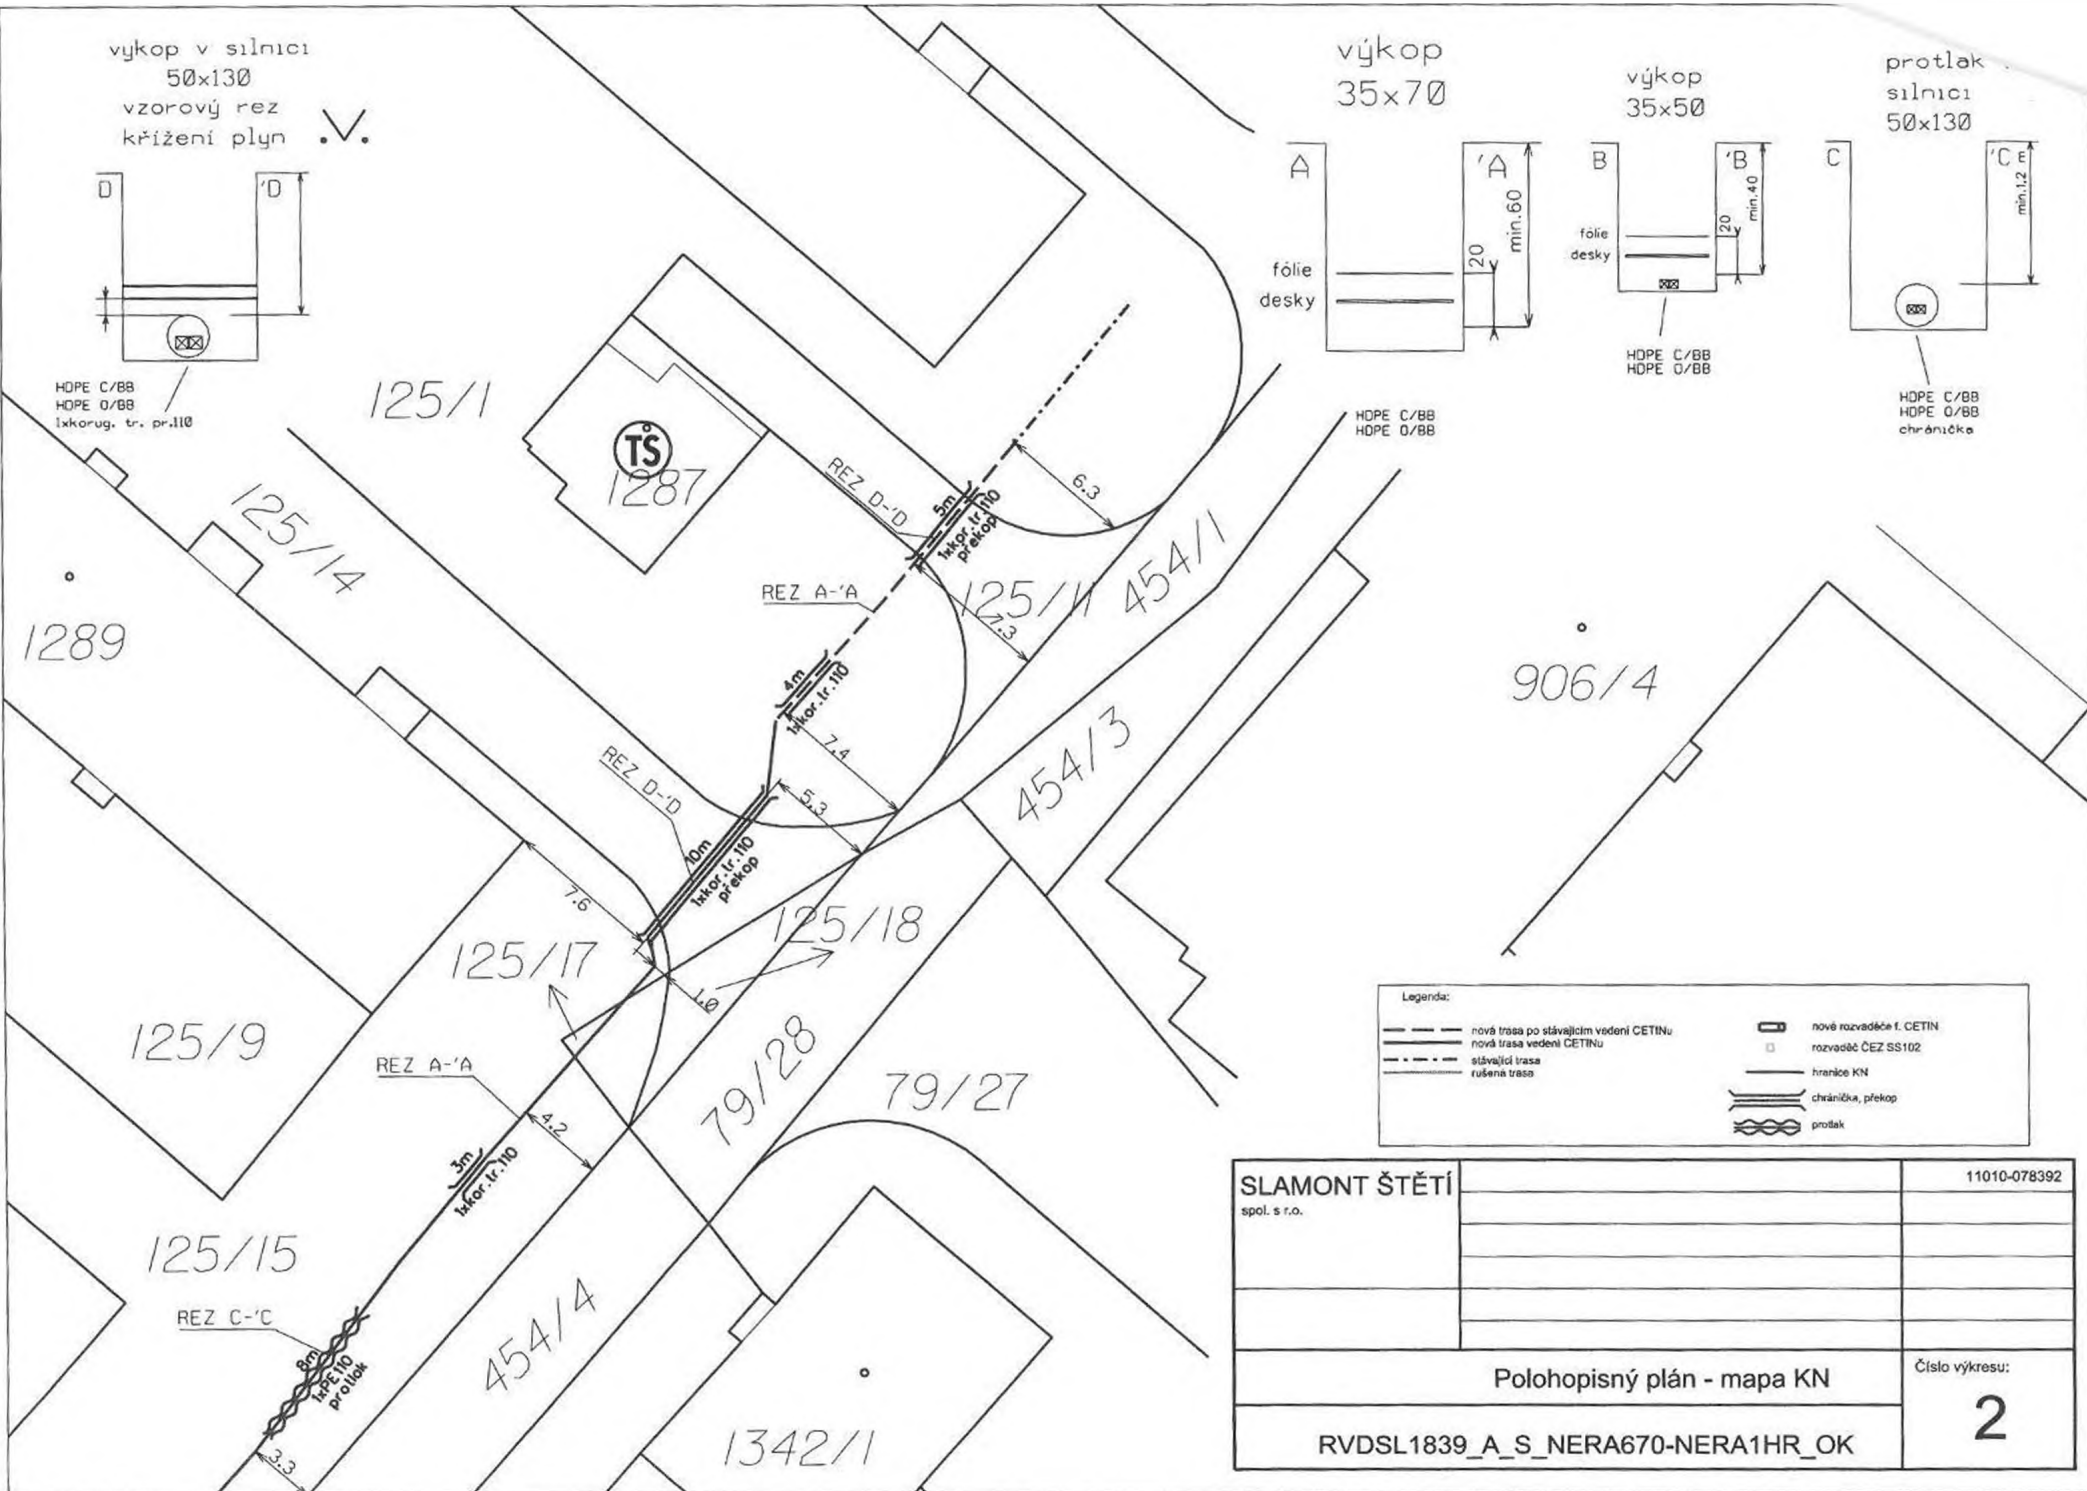 vykop v silnici
50x130
vzorový rez
křížení plyn
D
'D
HDPE C/BB
HDPE O/BB
1xkorug. tr. pr.110
výkop
35x70
A
'A
min.60
20
fólie
desky
HDPE C/BB
HDPE O/BB
výkop
35x50
B
'B
min.40
20
fólie
desky
HDPE C/BB
HDPE O/BB
protlak
silnici
50x130
C
'C
min.1,2
HDPE C/BB
HDPE O/BB
chránička
125/1
TŠ
1287
125/14
1289
REZ D-'D
5m
1xkor.tr.110
překop
6.3
REZ A-'A
125/11
7.3
454/1
4m
1xkor.tr.110
7.4
906/4
454/3
REZ D-'D
5.3
10m
1xkor.tr.110
překop
7.6
125/17
125/18
1.0
125/9
REZ A-'A
79/28
79/27
4.2
3m
1xkor.tr.110
125/15
REZ C-'C
8m
1xPE110
protlak
454/4
3.3
1342/1
Legenda:
nová trasa po stávajícím vedení CETINu
nová trasa vedení CETINu
stávající trasa
rušená trasa
nové rozvaděče f. CETIN
rozvaděč ČEZ SS102
hranice KN
chránička, překop
protlak
SLAMONT ŠTĚTÍ
spol. s r.o.
11010-078392
Polohopisný plán - mapa KN
Číslo výkresu:
2
RVDSL1839_A_S_NERA670-NERA1HR_OK